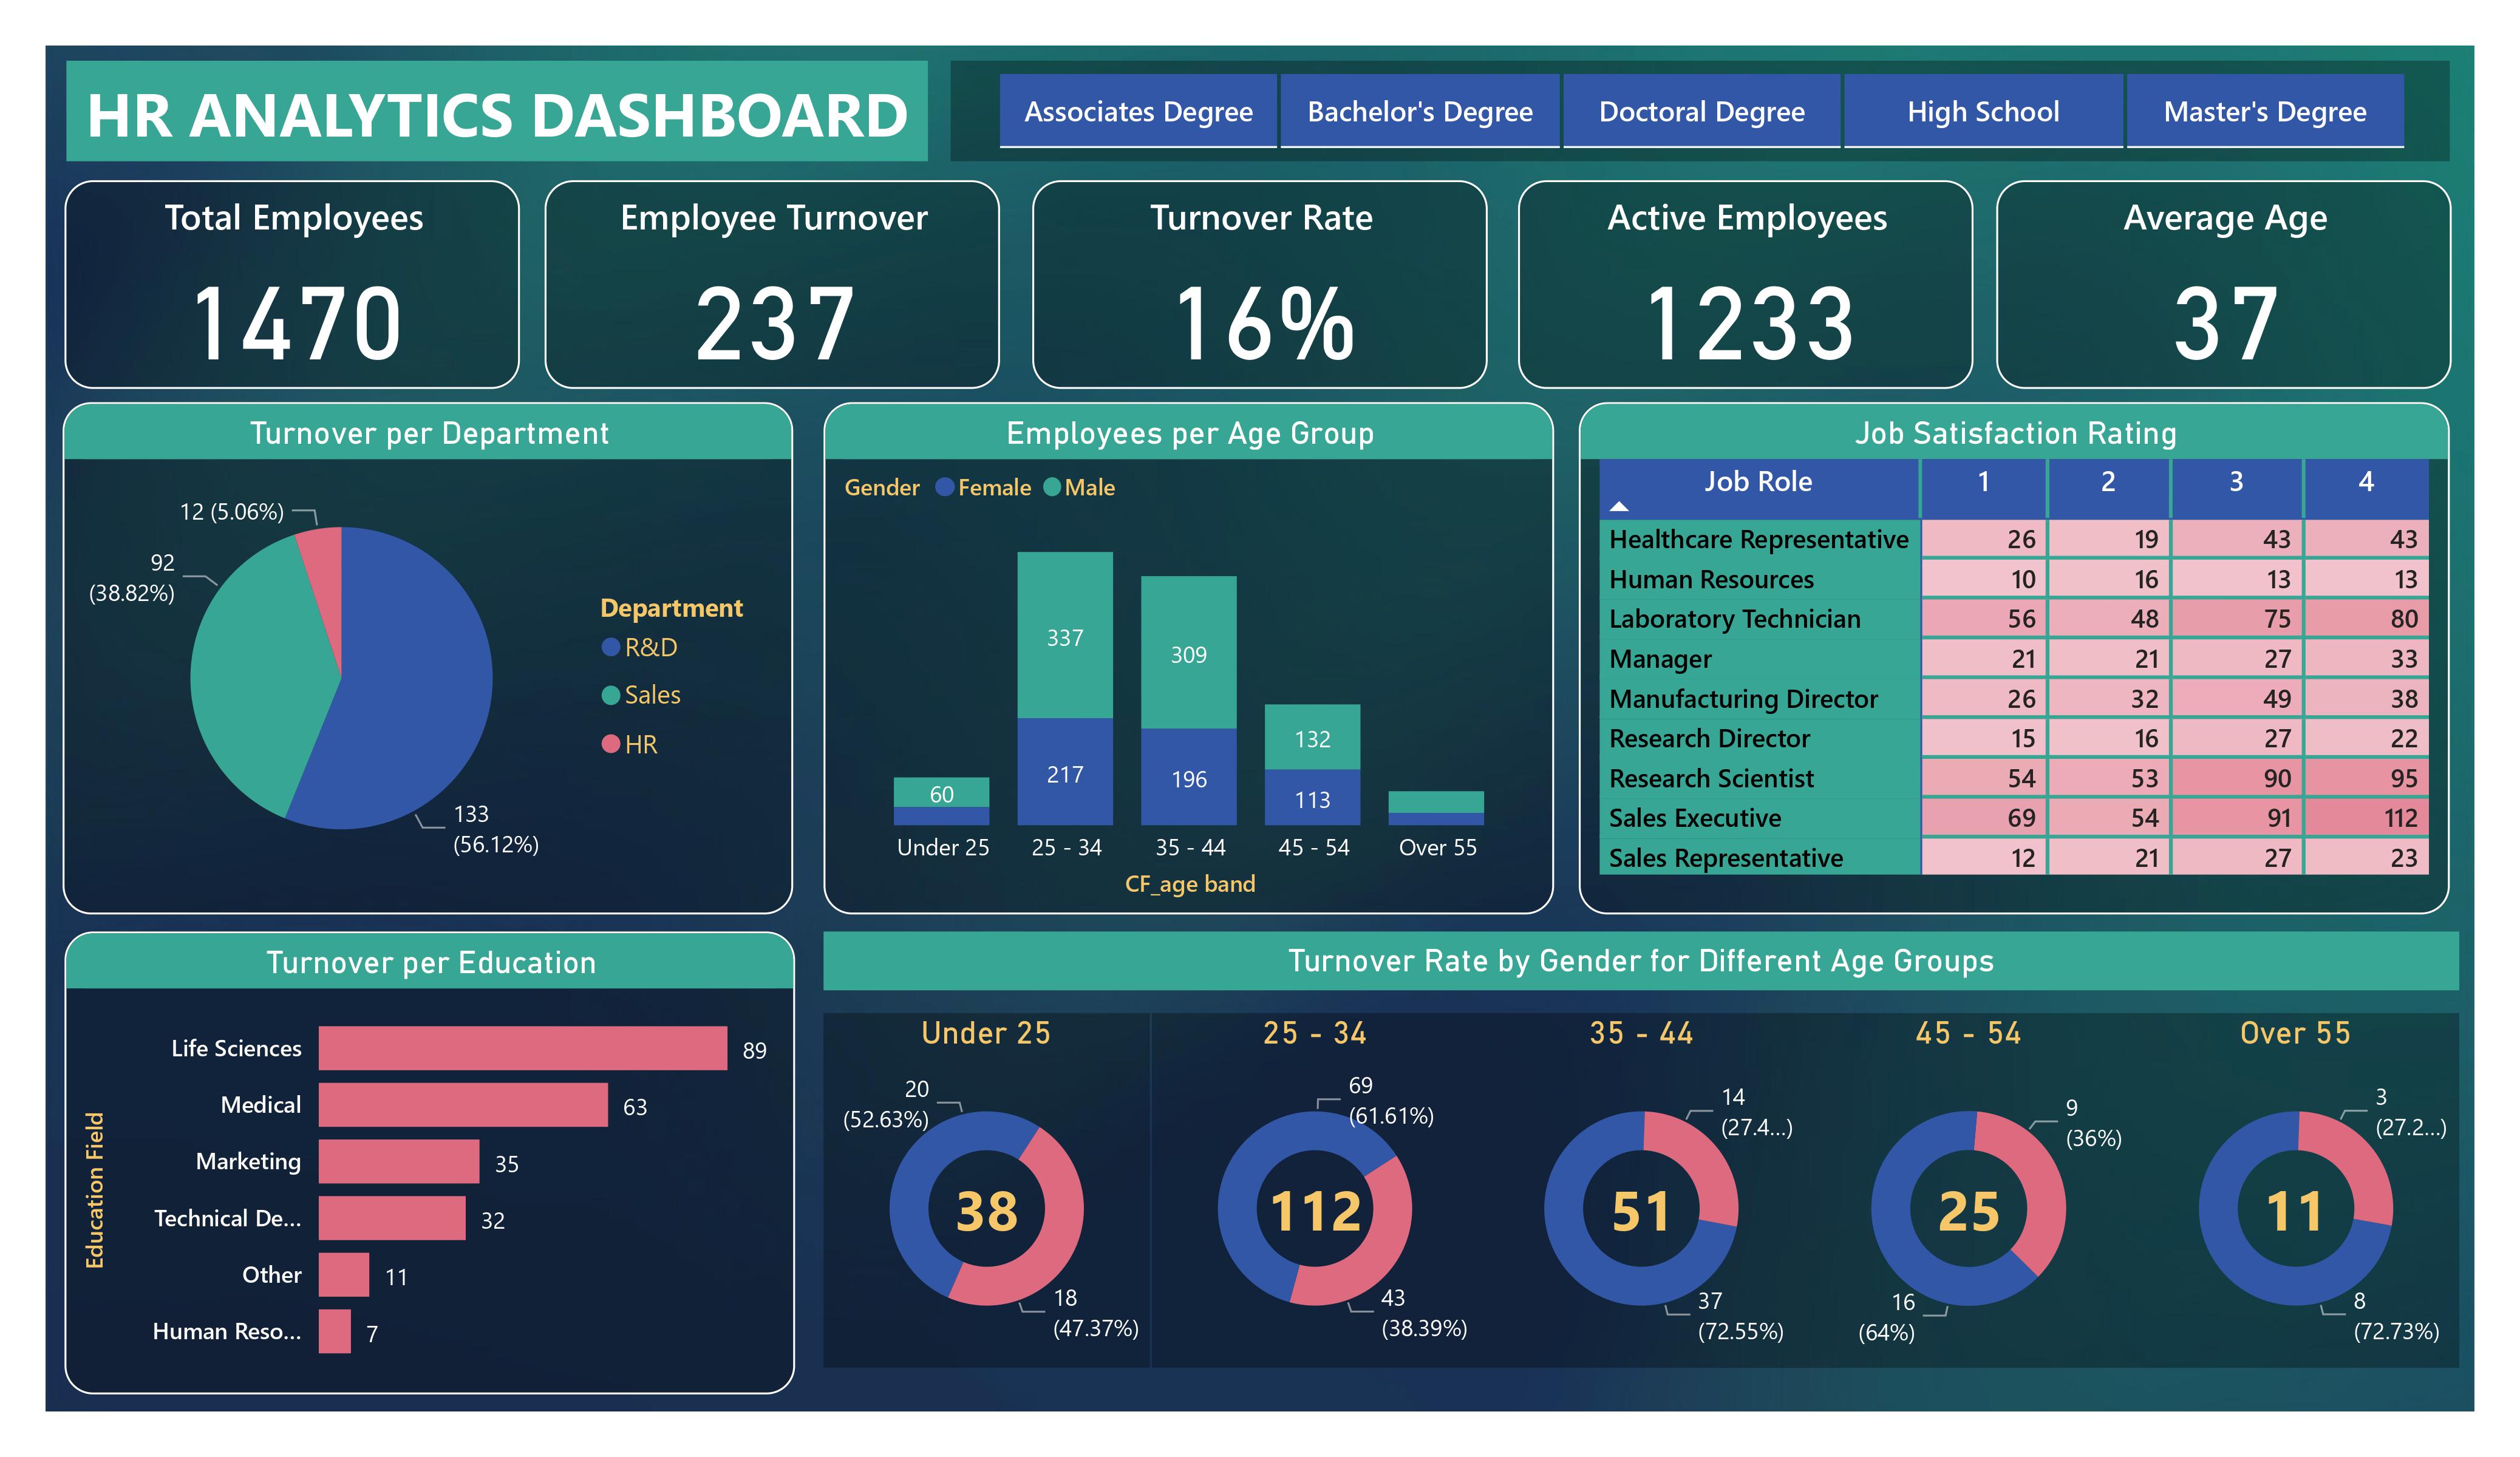 HR ANALYTICS DASHBOARD
Associates Degree
Bachelor's Degree
Doctoral Degree
High School
Master's Degree
Total Employees
1470
Employee Turnover
237
Turnover Rate
16%
Active Employees
1233
Average Age
37
Turnover per Department
12 (5.06%)
92
(38.82%)
133
(56.12%)
Department
R&D
Sales
HR
Employees per Age Group
Gender Female Male
337
309
132
60
217
196
113
Under 25 25 - 34 35 - 44 45 - 54 Over 55
CF_age band
Job Satisfaction Rating
Job Role 1 2 3 4
Healthcare Representative 26 19 43 43
Human Resources 10 16 13 13
Laboratory Technician 56 48 75 80
Manager 21 21 27 33
Manufacturing Director 26 32 49 38
Research Director 15 16 27 22
Research Scientist 54 53 90 95
Sales Executive 69 54 91 112
Sales Representative 12 21 27 23
Turnover per Education
Education Field
Life Sciences 89
Medical 63
Marketing 35
Technical De... 32
Other 11
Human Reso... 7
Turnover Rate by Gender for Different Age Groups
Under 25
20
(52.63%)
38
18
(47.37%)
25 - 34
69
(61.61%)
112
43
(38.39%)
35 - 44
14
(27.4...)
51
37
(72.55%)
45 - 54
9
(36%)
25
16
(64%)
Over 55
3
(27.2...)
11
8
(72.73%)